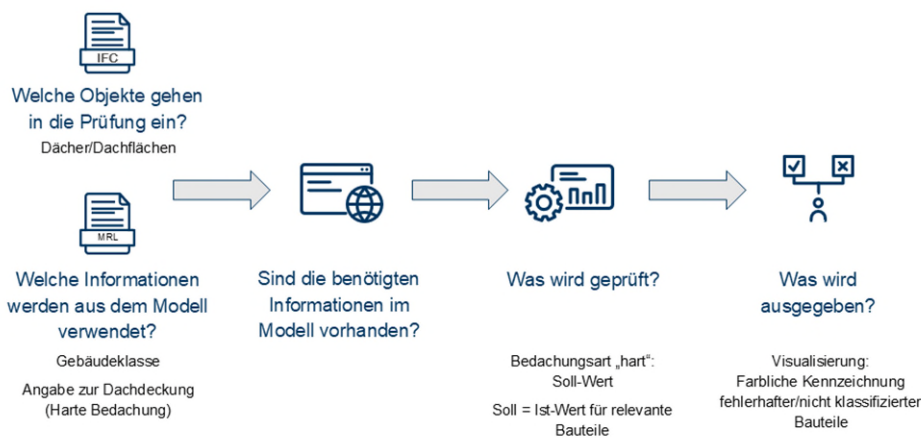 IFC
Welche Objekte gehen
in die Prüfung ein?
Dächer/Dachflächen
MRL
Welche Informationen
werden aus dem Modell
verwendet?
Gebäudeklasse
Angabe zur Dachdeckung
(Harte Bedachung)
Sind die benötigten
Informationen im
Modell vorhanden?
Was wird geprüft?
Bedachungsart „hart“:
Soll-Wert
Soll = Ist-Wert für relevante
Bauteile
Was wird
ausgegeben?
Visualisierung:
Farbliche Kennzeichnung
fehlerhafter/nicht klassifizierter
Bauteile